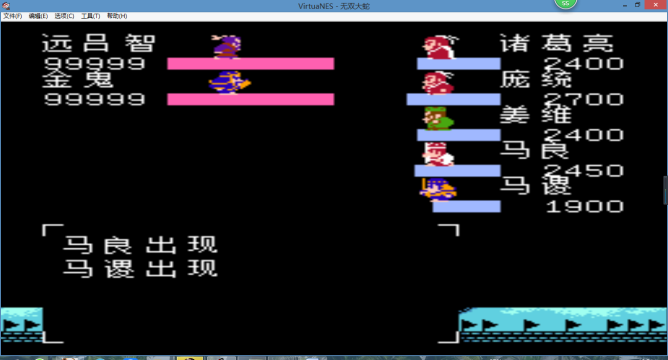 VirtuaNES - 无双大蛇
55
文件(F) 编辑(E) 选项(C) 工具(T) 帮助(H)
远吕智
99999
金鬼
99999
诸葛亮
2400
庞统
2700
姜维
2400
马良
2450
马谡
1900
马良出现
马谡出现